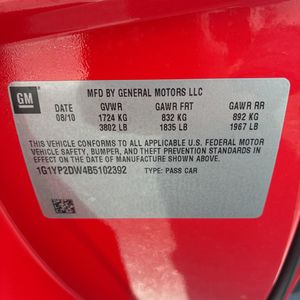 GM
MFD BY GENERAL MOTORS LLC
DATE GVWR GAWR FRT GAWR RR
08/10 1724 KG 832 KG 892 KG
3802 LB 1835 LB 1967 LB
THIS VEHICLE CONFORMS TO ALL APPLICABLE U.S. FEDERAL MOTOR
VEHICLE SAFETY, BUMPER, AND THEFT PREVENTION STANDARDS IN
EFFECT ON THE DATE OF MANUFACTURE SHOWN ABOVE.
1G1YP2DW4B5102392 TYPE: PASS CAR